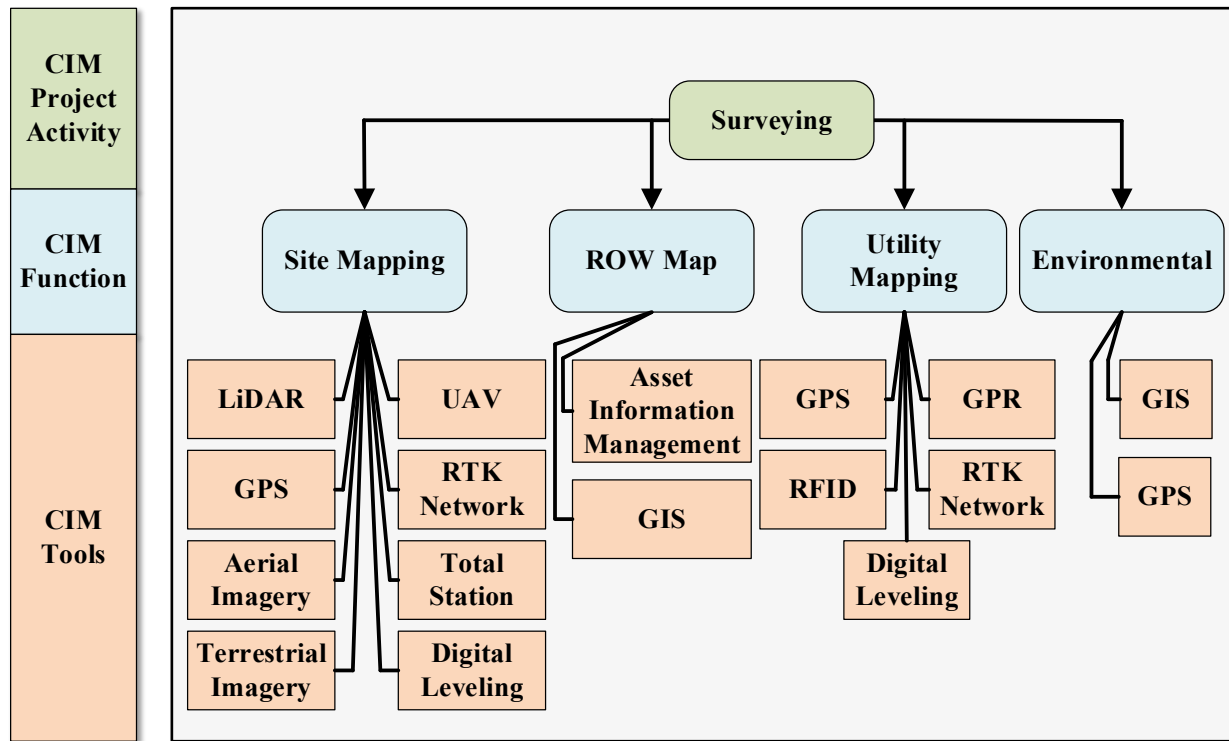 CIM
Project
Activity
CIM
Function
CIM
Tools
Surveying
Site Mapping
ROW Map
Utility
Mapping
Environmental
LiDAR
UAV
GPS
RTK
Network
Aerial
Imagery
Total
Station
Terrestrial
Imagery
Digital
Leveling
Asset
Information
Management
GIS
GPS
GPR
RFID
RTK
Network
Digital
Leveling
GIS
GPS